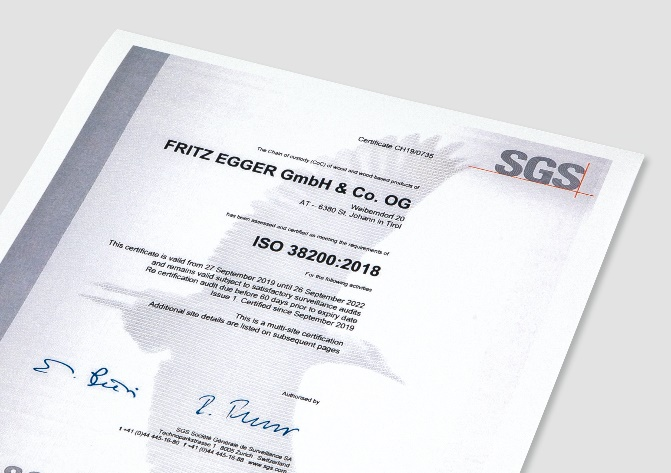 Certificate CH19/0735
SGS
The Chain of custody (CoC) of wood and wood based products of
FRITZ EGGER GmbH & Co. OG
Weiberndorf 20
AT - 6380 St. Johann in Tirol
has been assessed and certified as meeting the requirements of
ISO 38200:2018
For the following activities
This certificate is valid from 27 September 2019 until 26 September 2022
and remains valid subject to satisfactory surveillance audits
Re certification audit due before 60 days prior to expiry date
Issue 1. Certified since September 2019
This is a multi-site certification
Additional site details are listed on subsequent pages
Authorised by
SGS Société Générale de Surveillance SA
Technoparkstrasse 1 8005 Zurich Switzerland
t +41 (0)44 445-16-80 f +41 (0)44 445-16-88 www.sgs.com